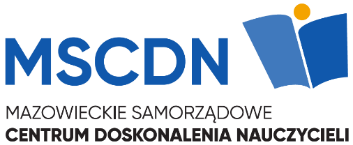 MSCDN
MAZOWIECKIE SAMORZĄDOWE
CENTRUM DOSKONALENIA NAUCZYCIELI